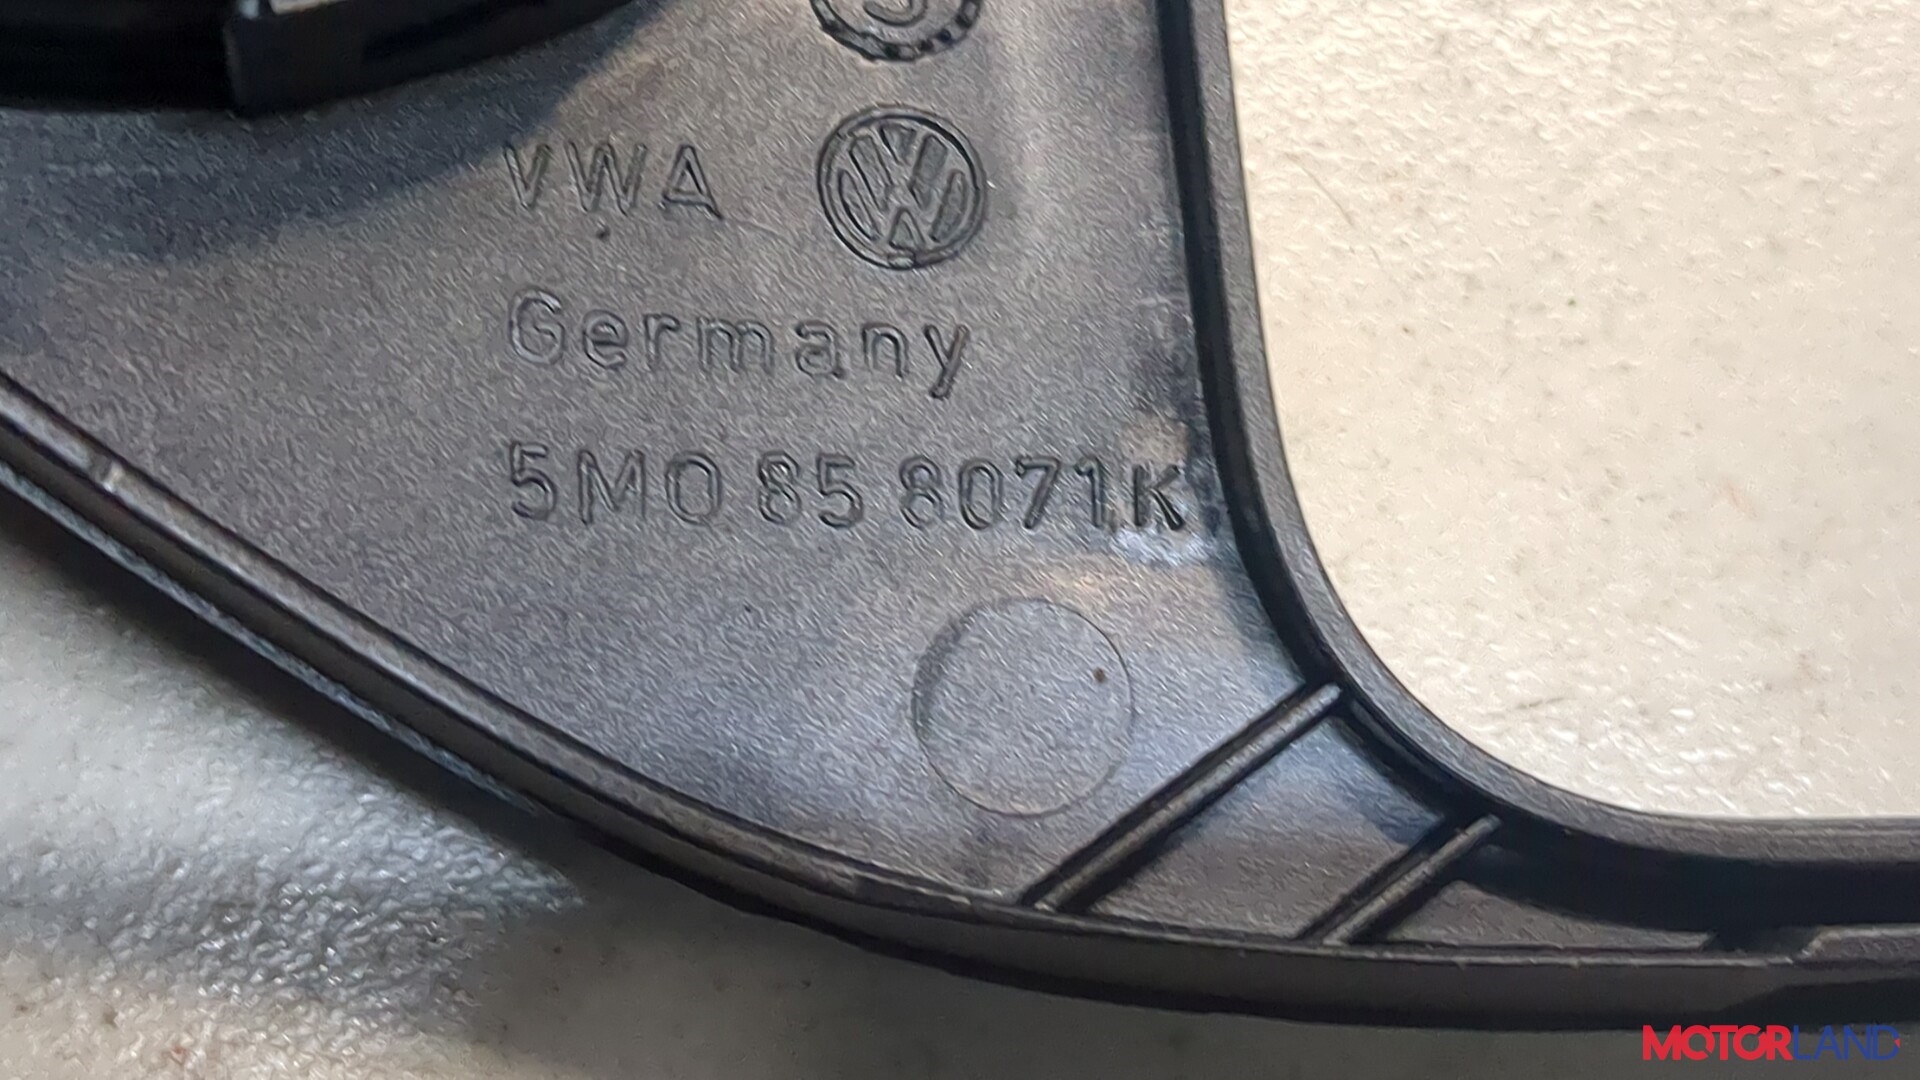 VWA
Germany
5M0 85 8071K
MOTORLAND